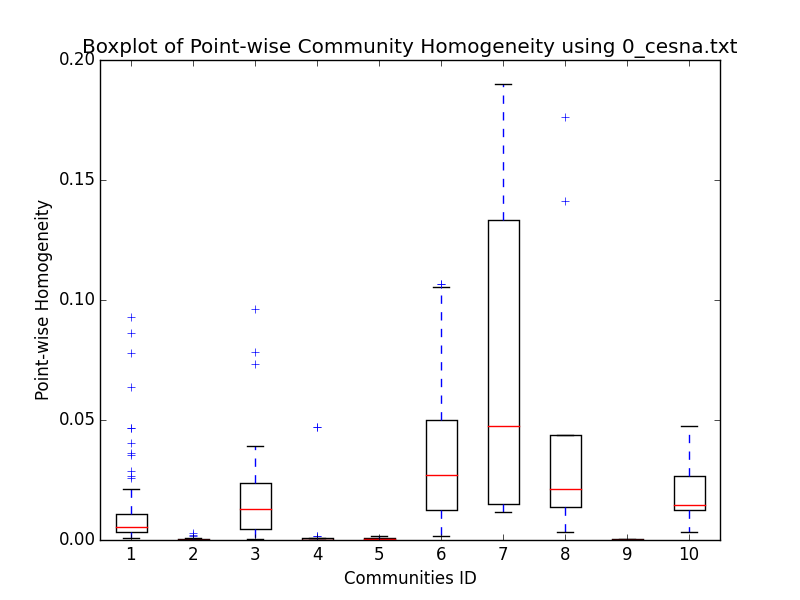 Boxplot of Point-wise Community Homogeneity using 0_cesna.txt
0.20
0.15
0.10
0.05
0.00
Point-wise Homogeneity
1 2 3 4 5 6 7 8 9 10
Communities ID